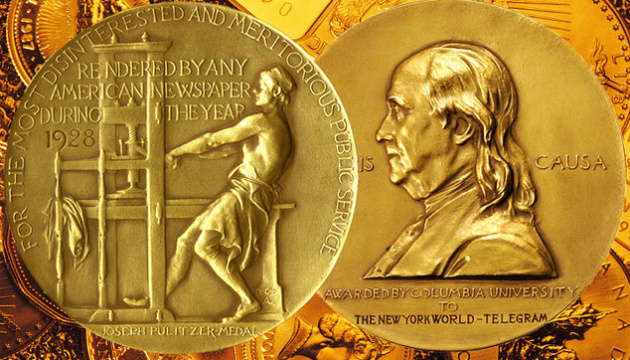 FOR THE MOST DISINTERESTED AND MERITORIOUS PUBLIC SERVICE
RENDERED BY ANY
AMERICAN NEWSPAPER
DURING THE YEAR
1928
JOSEPH PULITZER MEDAL
IS CAUSA
AWARDED BY COLUMBIA UNIVERSITY
TO
THE NEW YORK WORLD-TELEGRAM
1997